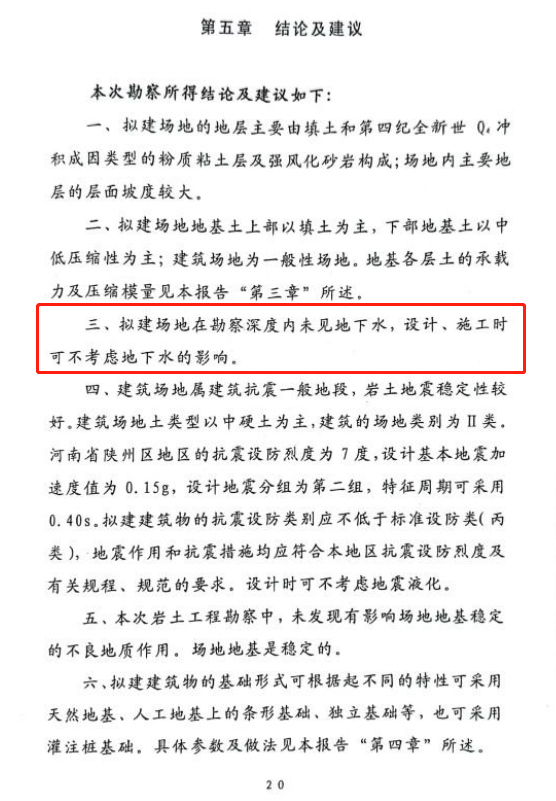 第五章 结论及建议
本次勘察所得结论及建议如下：
一、拟建场地的地层主要由填土和第四纪全新世 Q₄ 冲
积成因类型的粉质粘土层及强风化砂岩构成；场地内主要地
层的层面坡度较大。
二、拟建场地地基土上部以填土为主，下部地基土以中
低压缩性为主；建筑场地为一般性场地。地基各层土的承载
力及压缩模量见本报告“第三章”所述。
三、拟建场地在勘察深度内未见地下水，设计、施工时
可不考虑地下水的影响。
四、建筑场地属建筑抗震一般地段，岩土地震稳定性较
好。建筑场地土类型以中硬土为主，建筑的场地类别为Ⅱ类。
河南省陕州区地区的抗震设防烈度为 7 度，设计基本地震加
速度值为 0.15g，设计地震分组为第二组，特征周期可采用
0.40s。拟建建筑物的抗震设防类别应不低于标准设防类（丙
类），地震作用和抗震措施均应符合本地区抗震设防烈度及
有关规程、规范的要求。设计时可不考虑地震液化。
五、本次岩土工程勘察中，未发现有影响场地地基稳定
的不良地质作用。场地地基是稳定的。
六、拟建建筑物的基础形式可根据起不同的特性可采用
天然地基、人工地基上的条形基础、独立基础等，也可采用
灌注桩基础。具体参数及做法见本报告“第四章”所述。
20